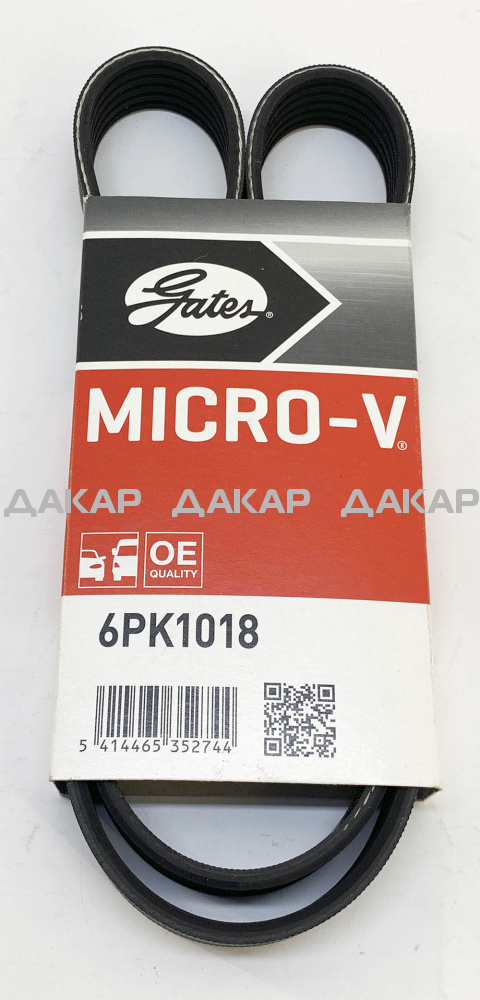 Gates®
MICRO-V®
ДАКАР ДАКАР ДАКАР
OE
QUALITY
6PK1018
5 414465 352744